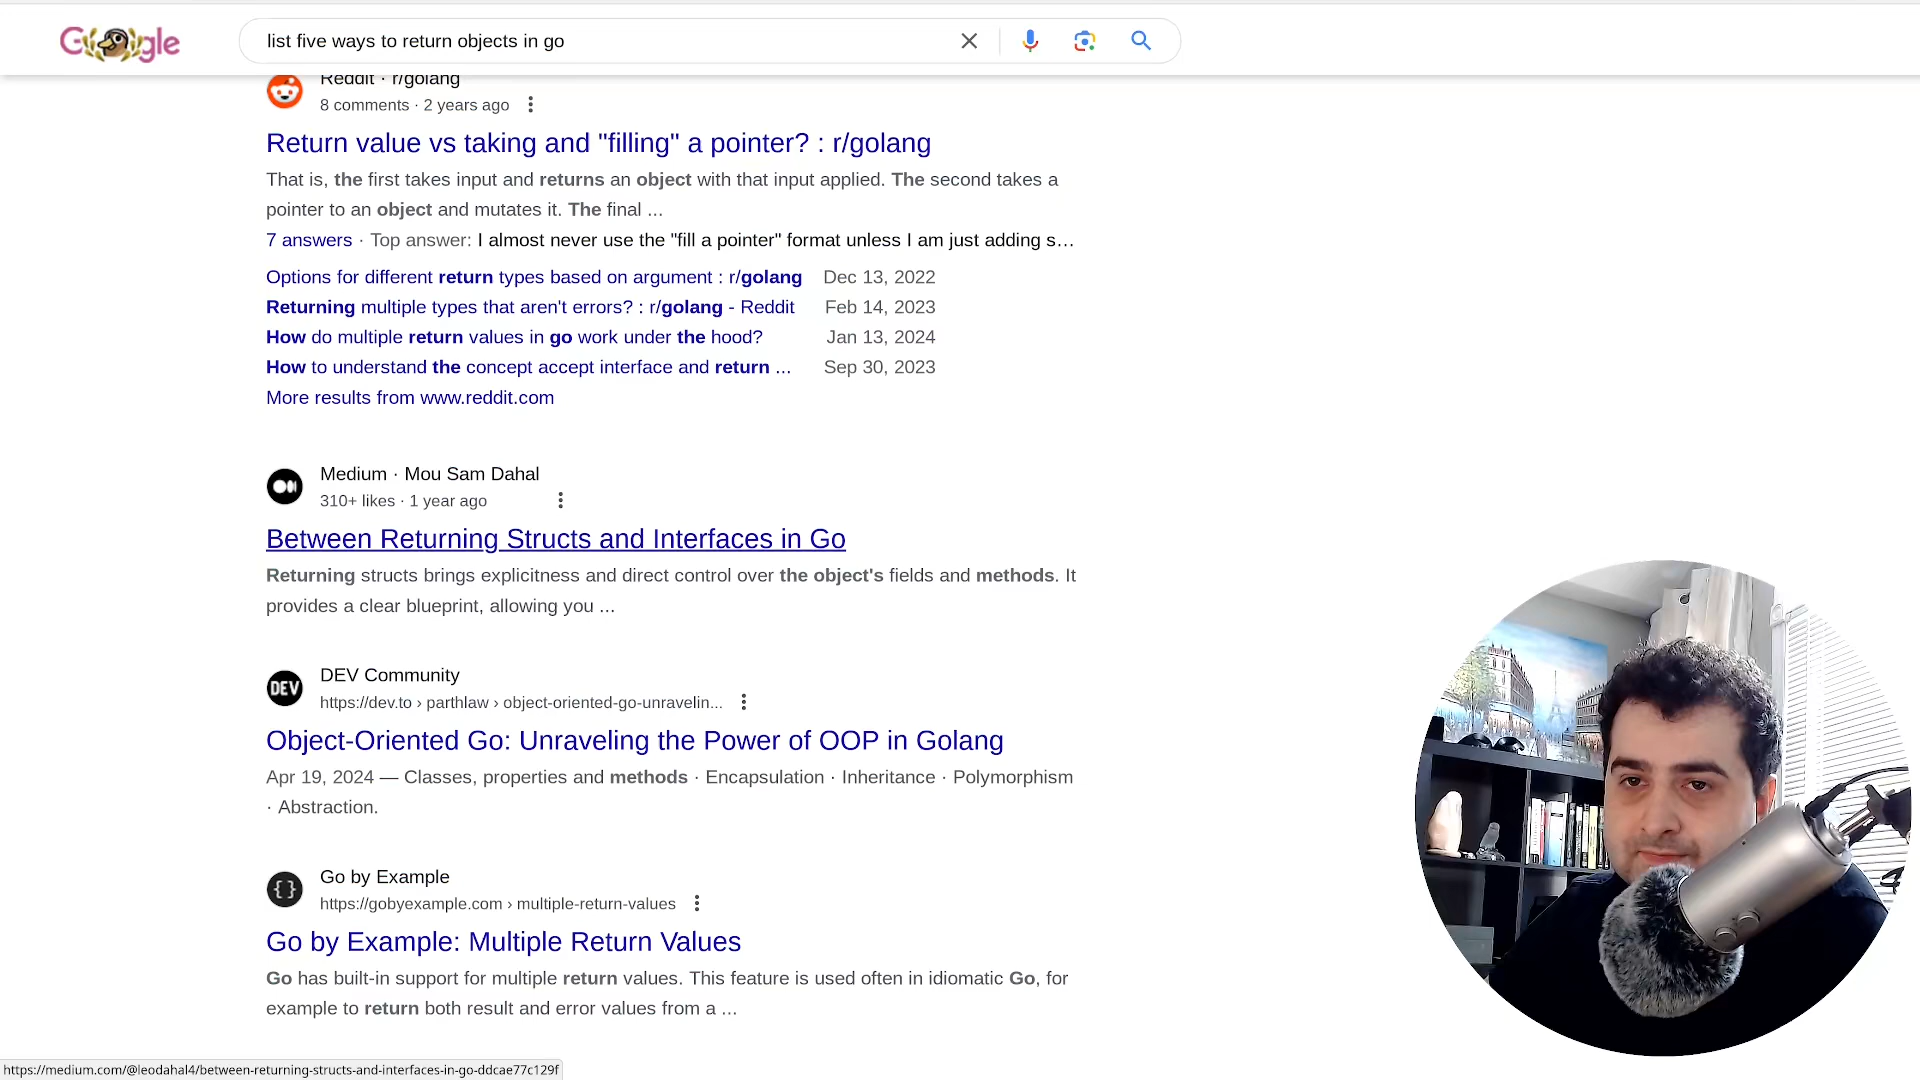 Google
list five ways to return objects in go
Reddit · r/golang
8 comments · 2 years ago
Return value vs taking and "filling" a pointer? : r/golang
That is, the first takes input and returns an object with that input applied. The second takes a
pointer to an object and mutates it. The final ...
7 answers · Top answer: I almost never use the "fill a pointer" format unless I am just adding s...
Options for different return types based on argument : r/golang Dec 13, 2022
Returning multiple types that aren't errors? : r/golang - Reddit Feb 14, 2023
How do multiple return values in go work under the hood? Jan 13, 2024
How to understand the concept accept interface and return ... Sep 30, 2023
More results from www.reddit.com
Medium · Mou Sam Dahal
310+ likes · 1 year ago
Between Returning Structs and Interfaces in Go
Returning structs brings explicitness and direct control over the object's fields and methods. It
provides a clear blueprint, allowing you ...
DEV
DEV Community
https://dev.to › parthlaw › object-oriented-go-unravelin...
Object-Oriented Go: Unraveling the Power of OOP in Golang
Apr 19, 2024 — Classes, properties and methods · Encapsulation · Inheritance · Polymorphism
· Abstraction.
{}
Go by Example
https://gobyexample.com › multiple-return-values
Go by Example: Multiple Return Values
Go has built-in support for multiple return values. This feature is used often in idiomatic Go, for
example to return both result and error values from a ...
https://medium.com/@leodahal4/between-returning-structs-and-interfaces-in-go-ddcae77c129f